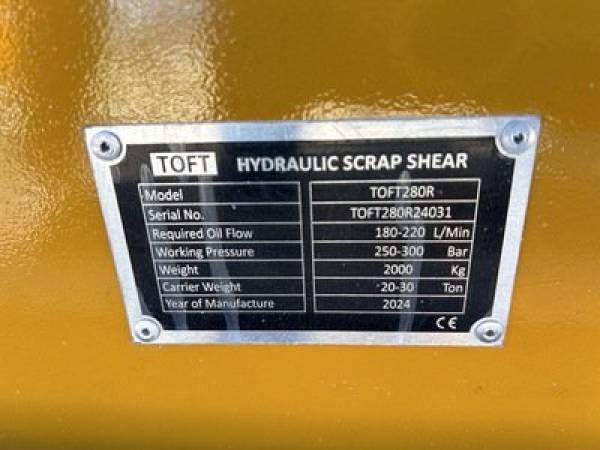 TOFT HYDRAULIC SCRAP SHEAR
Model TOFT280R
Serial No. TOFT280R24031
Required Oil Flow 180-220 L/Min
Working Pressure 250-300 Bar
Weight 2000 Kg
Carrier Weight 20-30 Ton
Year of Manufacture 2024
CE